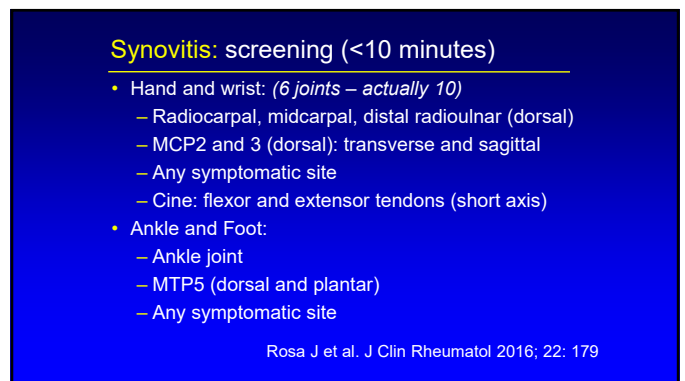 Synovitis: screening (<10 minutes)
• Hand and wrist: (6 joints – actually 10)
– Radiocarpal, midcarpal, distal radioulnar (dorsal)
– MCP2 and 3 (dorsal): transverse and sagittal
– Any symptomatic site
– Cine: flexor and extensor tendons (short axis)
• Ankle and Foot:
– Ankle joint
– MTP5 (dorsal and plantar)
– Any symptomatic site
Rosa J et al. J Clin Rheumatol 2016; 22: 179